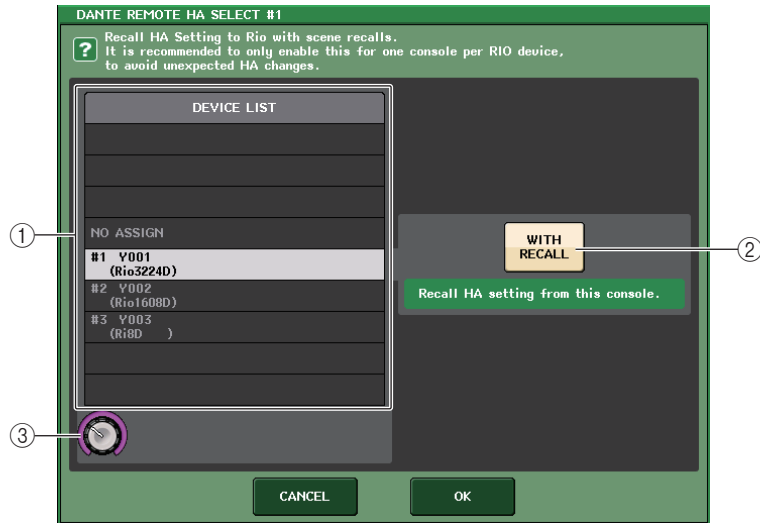 DANTE REMOTE HA SELECT #1
? Recall HA Setting to Rio with scene recalls.
It is recommended to only enable this for one console per RIO device,
to avoid unexpected HA changes.
DEVICE LIST
NO ASSIGN
#1 Y001
(Rio3224D)
#2 Y002
(Rio1608D)
#3 Y003
(Ri8D )
①
WITH
RECALL
②
Recall HA setting from this console.
③
CANCEL
OK